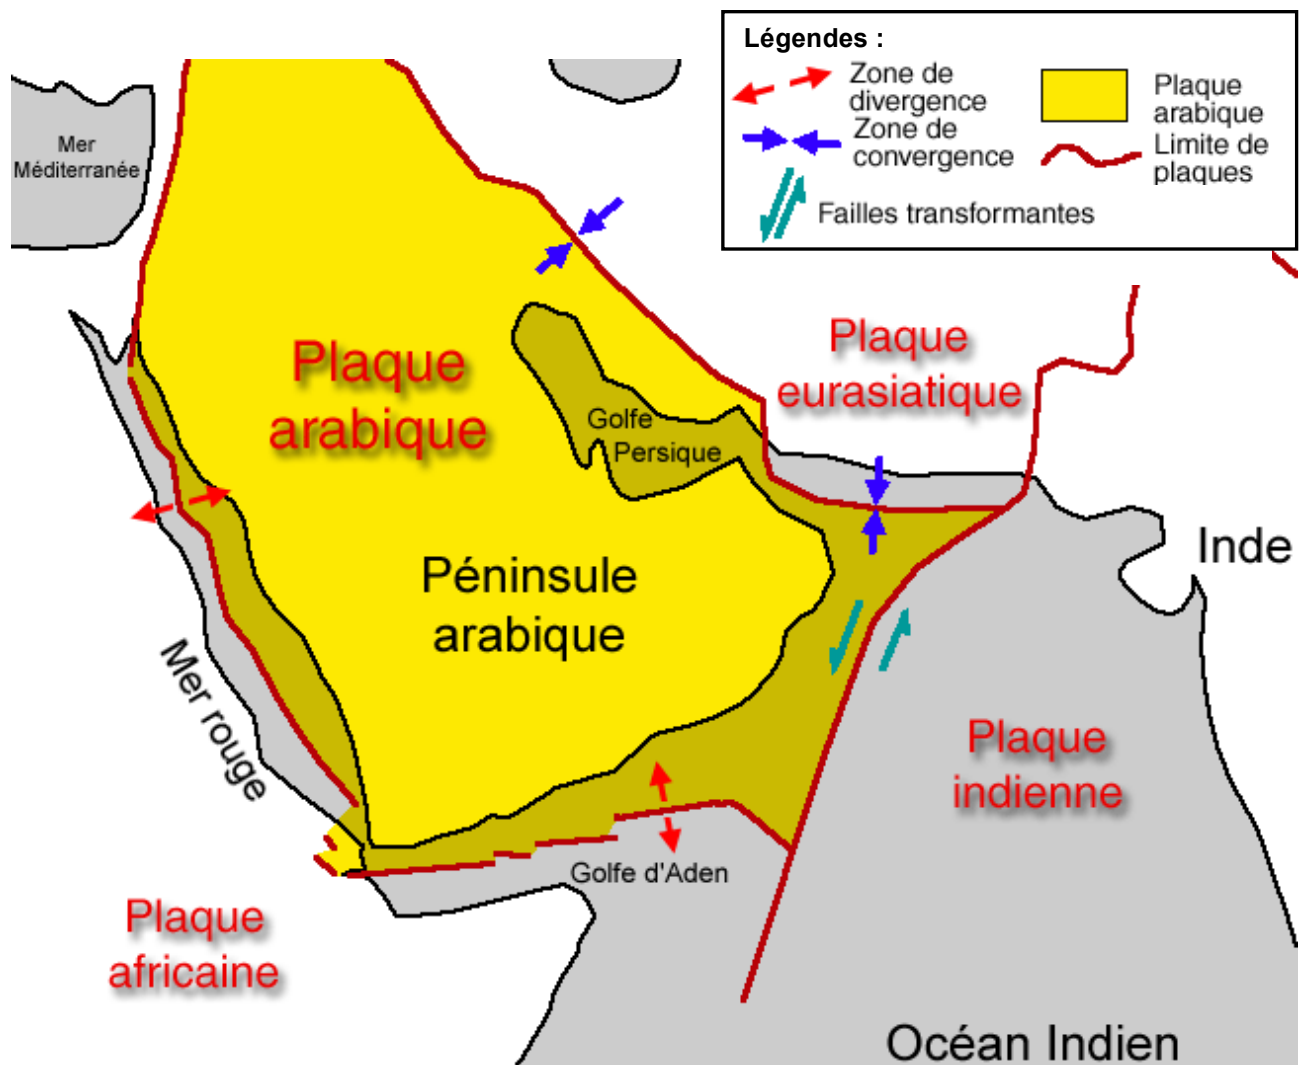 Légendes :
Zone de
divergence
Zone de
convergence
Failles transformantes
Plaque
arabique
Limite de
plaques
Mer
Méditerranée
Plaque
arabique
Golfe
Persique
Plaque
eurasiatique
Péninsule
arabique
Inde
Mer rouge
Plaque
indienne
Golfe d'Aden
Plaque
africaine
Océan Indien